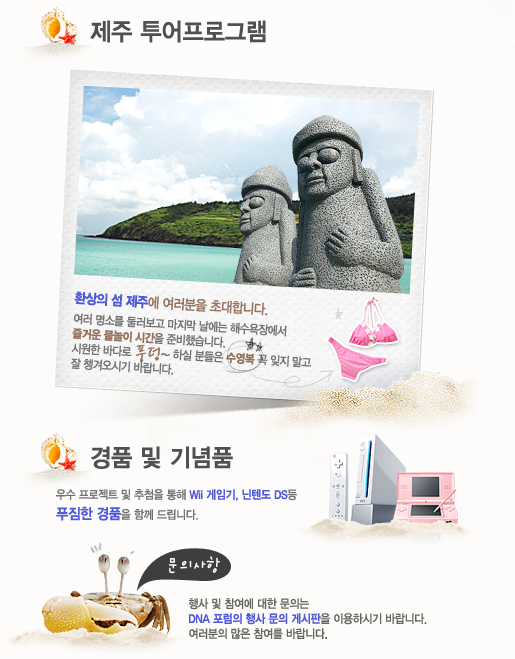 제주 투어프로그램
환상의 섬 제주에 여러분을 초대합니다.
여러 명소를 둘러보고 마지막 날에는 해수욕장에서
즐거운 물놀이 시간을 준비했습니다.
시원한 바다로 풍덩~ 하실 분들은 수영복 꼭 잊지 말고
잘 챙겨오시기 바랍니다.
경품 및 기념품
우수 프로젝트 및 추첨을 통해 Wii 게임기, 닌텐도 DS등
푸짐한 경품을 함께 드립니다.
문의사항
행사 및 참여에 대한 문의는
DNA 포럼의 행사 문의 게시판을 이용하시기 바랍니다.
여러분의 많은 참여를 바랍니다.